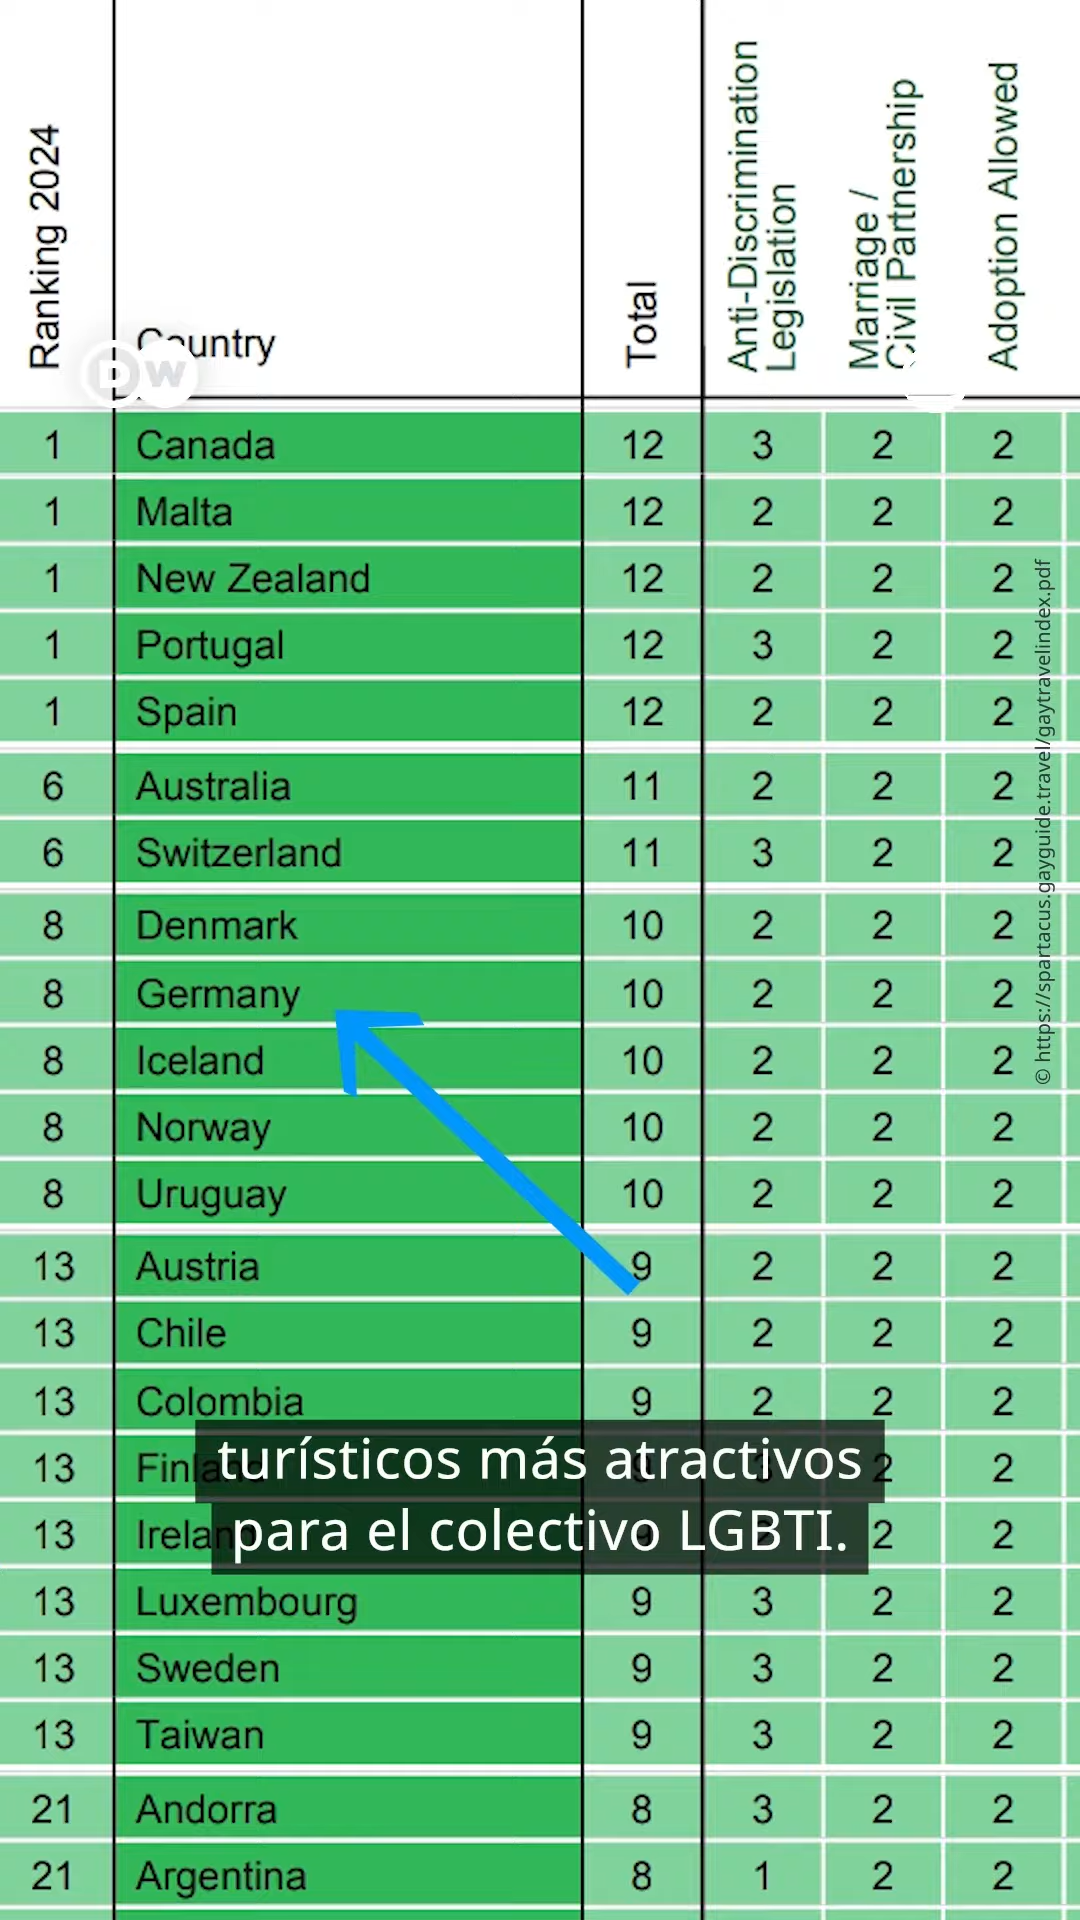 Ranking 2024
Country
Total
Anti-Discrimination
Legislation
Marriage /
Civil Partnership
Adoption Allowed
DW
1 Canada 12 3 2 2
1 Malta 12 2 2 2
1 New Zealand 12 2 2 2
1 Portugal 12 3 2 2
1 Spain 12 2 2 2
6 Australia 11 2 2 2
6 Switzerland 11 3 2 2
8 Denmark 10 2 2 2
8 Germany 10 2 2 2
8 Iceland 10 2 2 2
8 Norway 10 2 2 2
8 Uruguay 10 2 2 2
13 Austria 9 2 2 2
13 Chile 9 2 2 2
13 Colombia 9 2 2 2
13 Finland 9 3 2 2
13 Ireland 9 2 2
13 Luxembourg 9 3 2 2
13 Sweden 9 3 2 2
13 Taiwan 9 3 2 2
21 Andorra 8 3 2 2
21 Argentina 8 1 2 2
turísticos más atractivos
para el colectivo LGBTI.
© https://spartacus.gayguide.travel/gaytravelindex.pdf